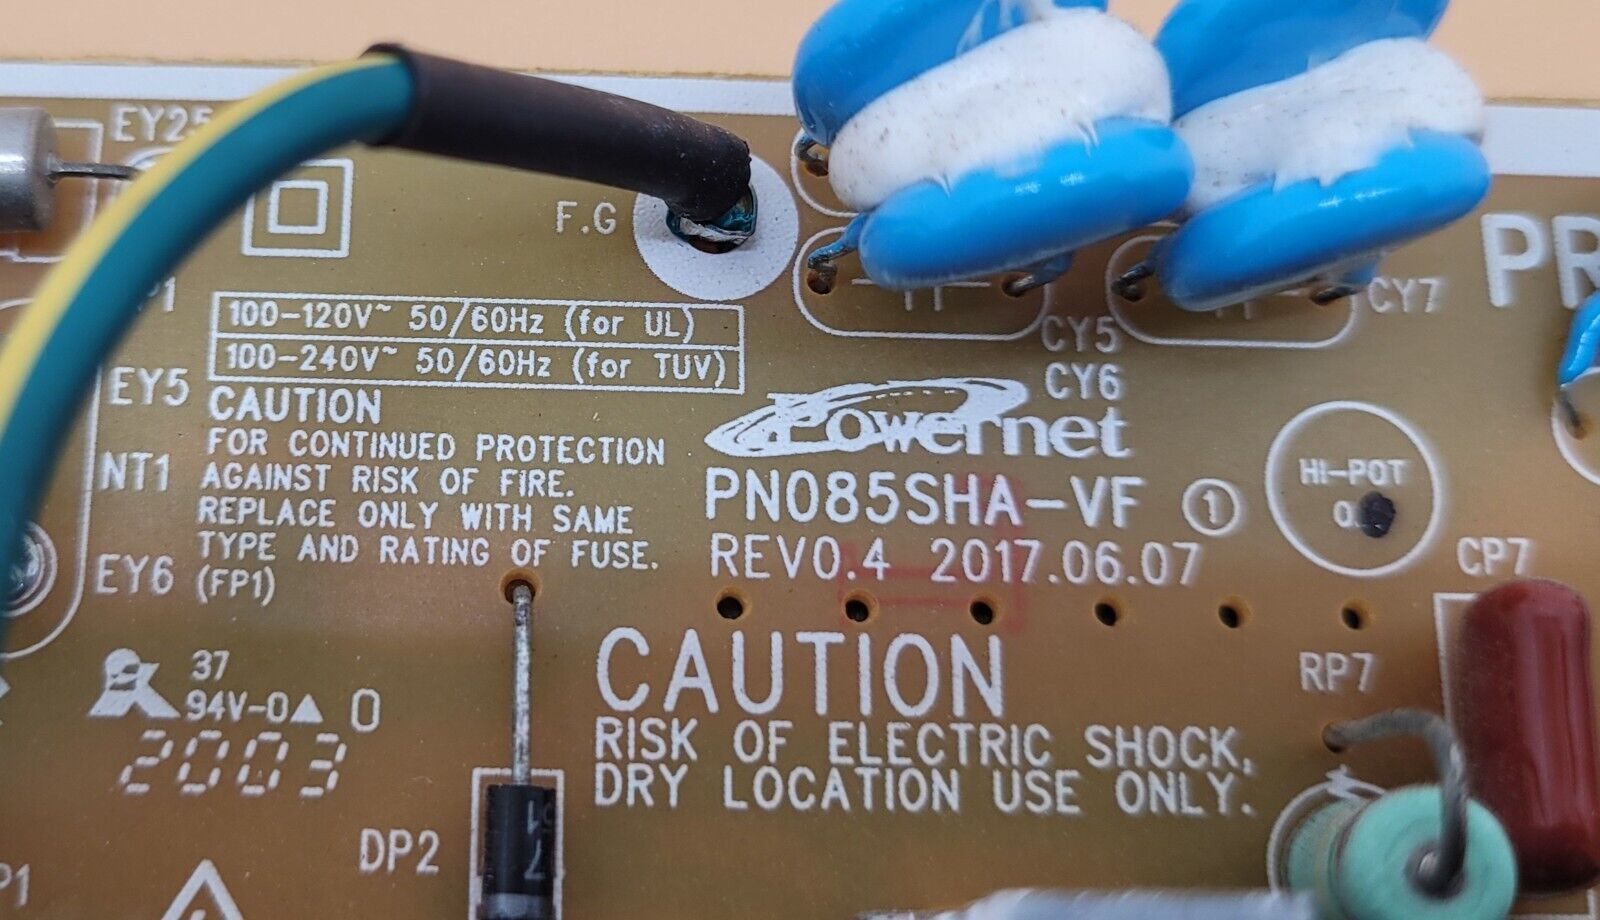 EY25
F.G
PR
100-120V~ 50/60Hz (for UL)
100-240V~ 50/60Hz (for TUV)
CY7
CY5
CY6
EY5
CAUTION
FOR CONTINUED PROTECTION
AGAINST RISK OF FIRE.
REPLACE ONLY WITH SAME
TYPE AND RATING OF FUSE.
(FP1)
NT1
EY6
Powernet
PN085SHA-VF ①
REV0.4 2017.06.07
HI-POT
CP7
37
94V-0▲ 0
2003
CAUTION
RISK OF ELECTRIC SHOCK,
DRY LOCATION USE ONLY.
RP7
DP2
P1